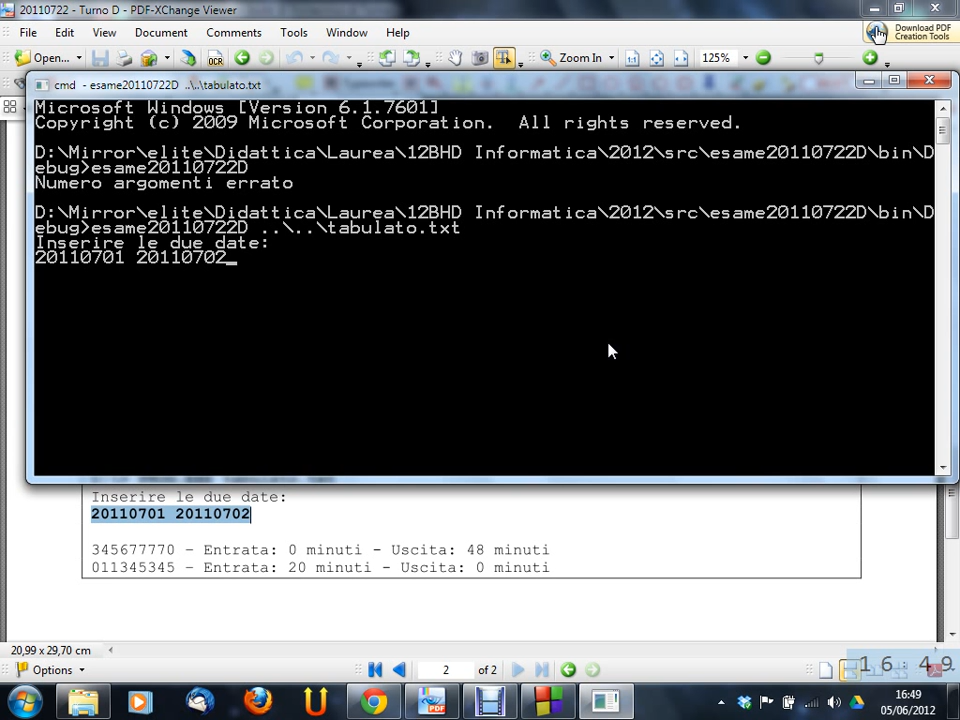 20110722 - Turno D - PDF-XChange Viewer
File Edit View Document Comments Tools Window Help
Download PDF
Creation Tools
Open... OCR Zoom In 125%
cmd - esame20110722D ..\..\tabulato.txt
Microsoft Windows [Version 6.1.7601]
Copyright (c) 2009 Microsoft Corporation. All rights reserved.
D:\Mirror\elite\Didattica\Laurea\12BHD Informatica\2012\src\esame20110722D\bin\D
ebug>esame20110722D
Numero argomenti errato
D:\Mirror\elite\Didattica\Laurea\12BHD Informatica\2012\src\esame20110722D\bin\D
ebug>esame20110722D ..\..\tabulato.txt
Inserire le due date:
20110701 20110702_
Inserire le due date:
20110701 20110702
345677770 – Entrata: 0 minuti - Uscita: 48 minuti
011345345 – Entrata: 20 minuti - Uscita: 0 minuti
20,99 x 29,70 cm
Options 2 of 2
16:49
16:49
05/06/2012